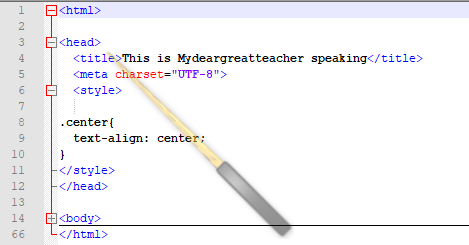 1 <html>
2
3 <head>
4 <title>This is Mydeargreatteacher speaking</title>
5 <meta charset="UTF-8">
6 <style>
7
8 .center{
9 text-align: center;
10 }
11 </style>
12 </head>
13
14 <body>
66 </html>